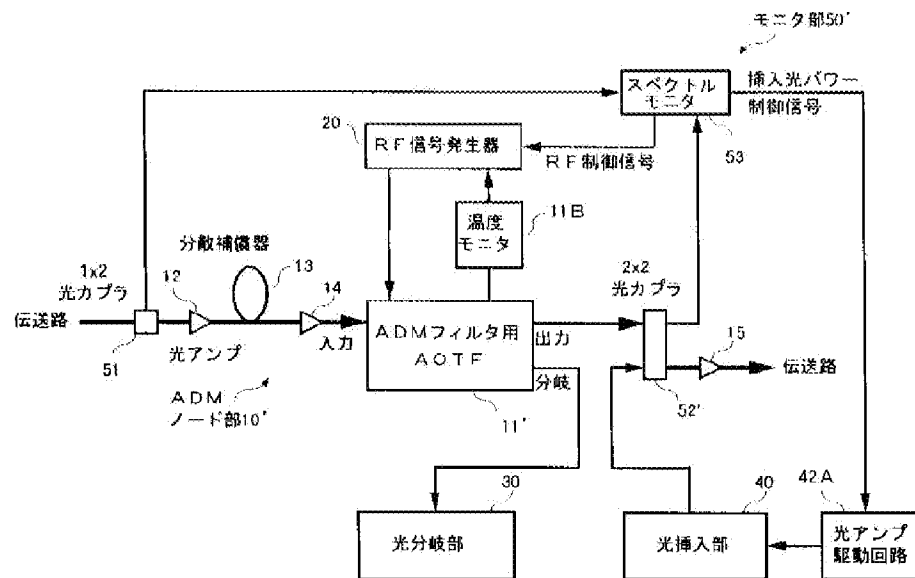 モニタ部50'
スペクトル
モニタ
挿入光パワー
制御信号
53
20
RF信号発生器
RF制御信号
温度
モニタ
11B
分散補償器
13
1x2
光カプラ
12
14
2x2
光カプラ
伝送路
51
光アンプ
入力
ADMフィルタ用
AOTF
出力
分岐
15
伝送路
52'
ADM
ノード部10'
11'
30
光分岐部
40
光挿入部
42A
光アンプ
駆動回路